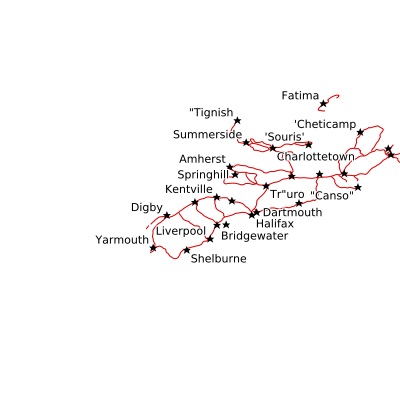 Fatima
"Tignish
'Cheticamp
Summerside
'Souris'
Charlottetown
Amherst
Springhill
Kentville
Tr"uro
"Canso"
Digby
Dartmouth
Halifax
Liverpool
Bridgewater
Yarmouth
Shelburne